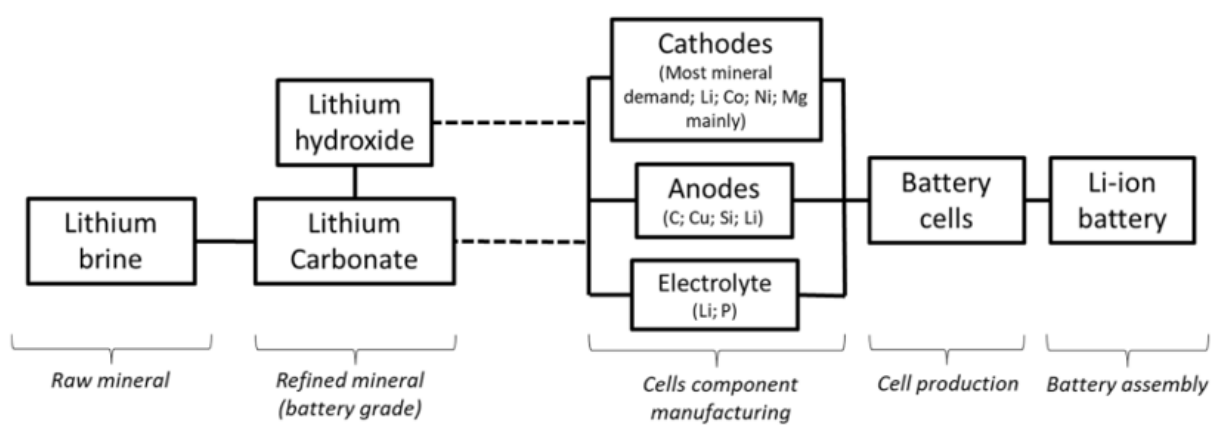 Lithium
brine
Lithium
hydroxide
Lithium
Carbonate
Cathodes
(Most mineral
demand; Li; Co; Ni; Mg
mainly)
Anodes
(C; Cu; Si; Li)
Electrolyte
(Li; P)
Battery
cells
Li-ion
battery
Raw mineral
Refined mineral
(battery grade)
Cells component
manufacturing
Cell production
Battery assembly